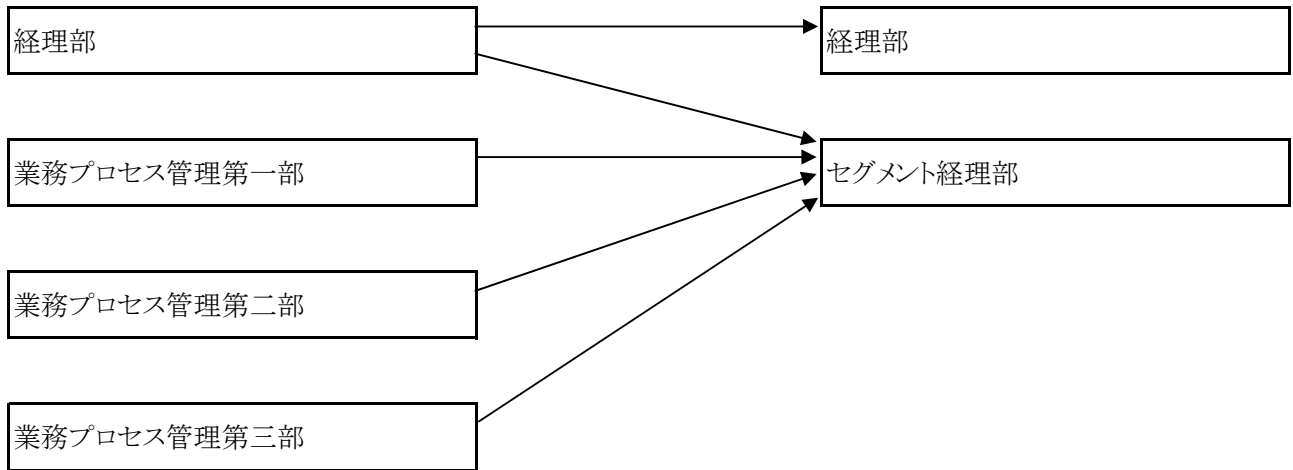 経理部
経理部
業務プロセス管理第一部
セグメント経理部
業務プロセス管理第二部
業務プロセス管理第三部